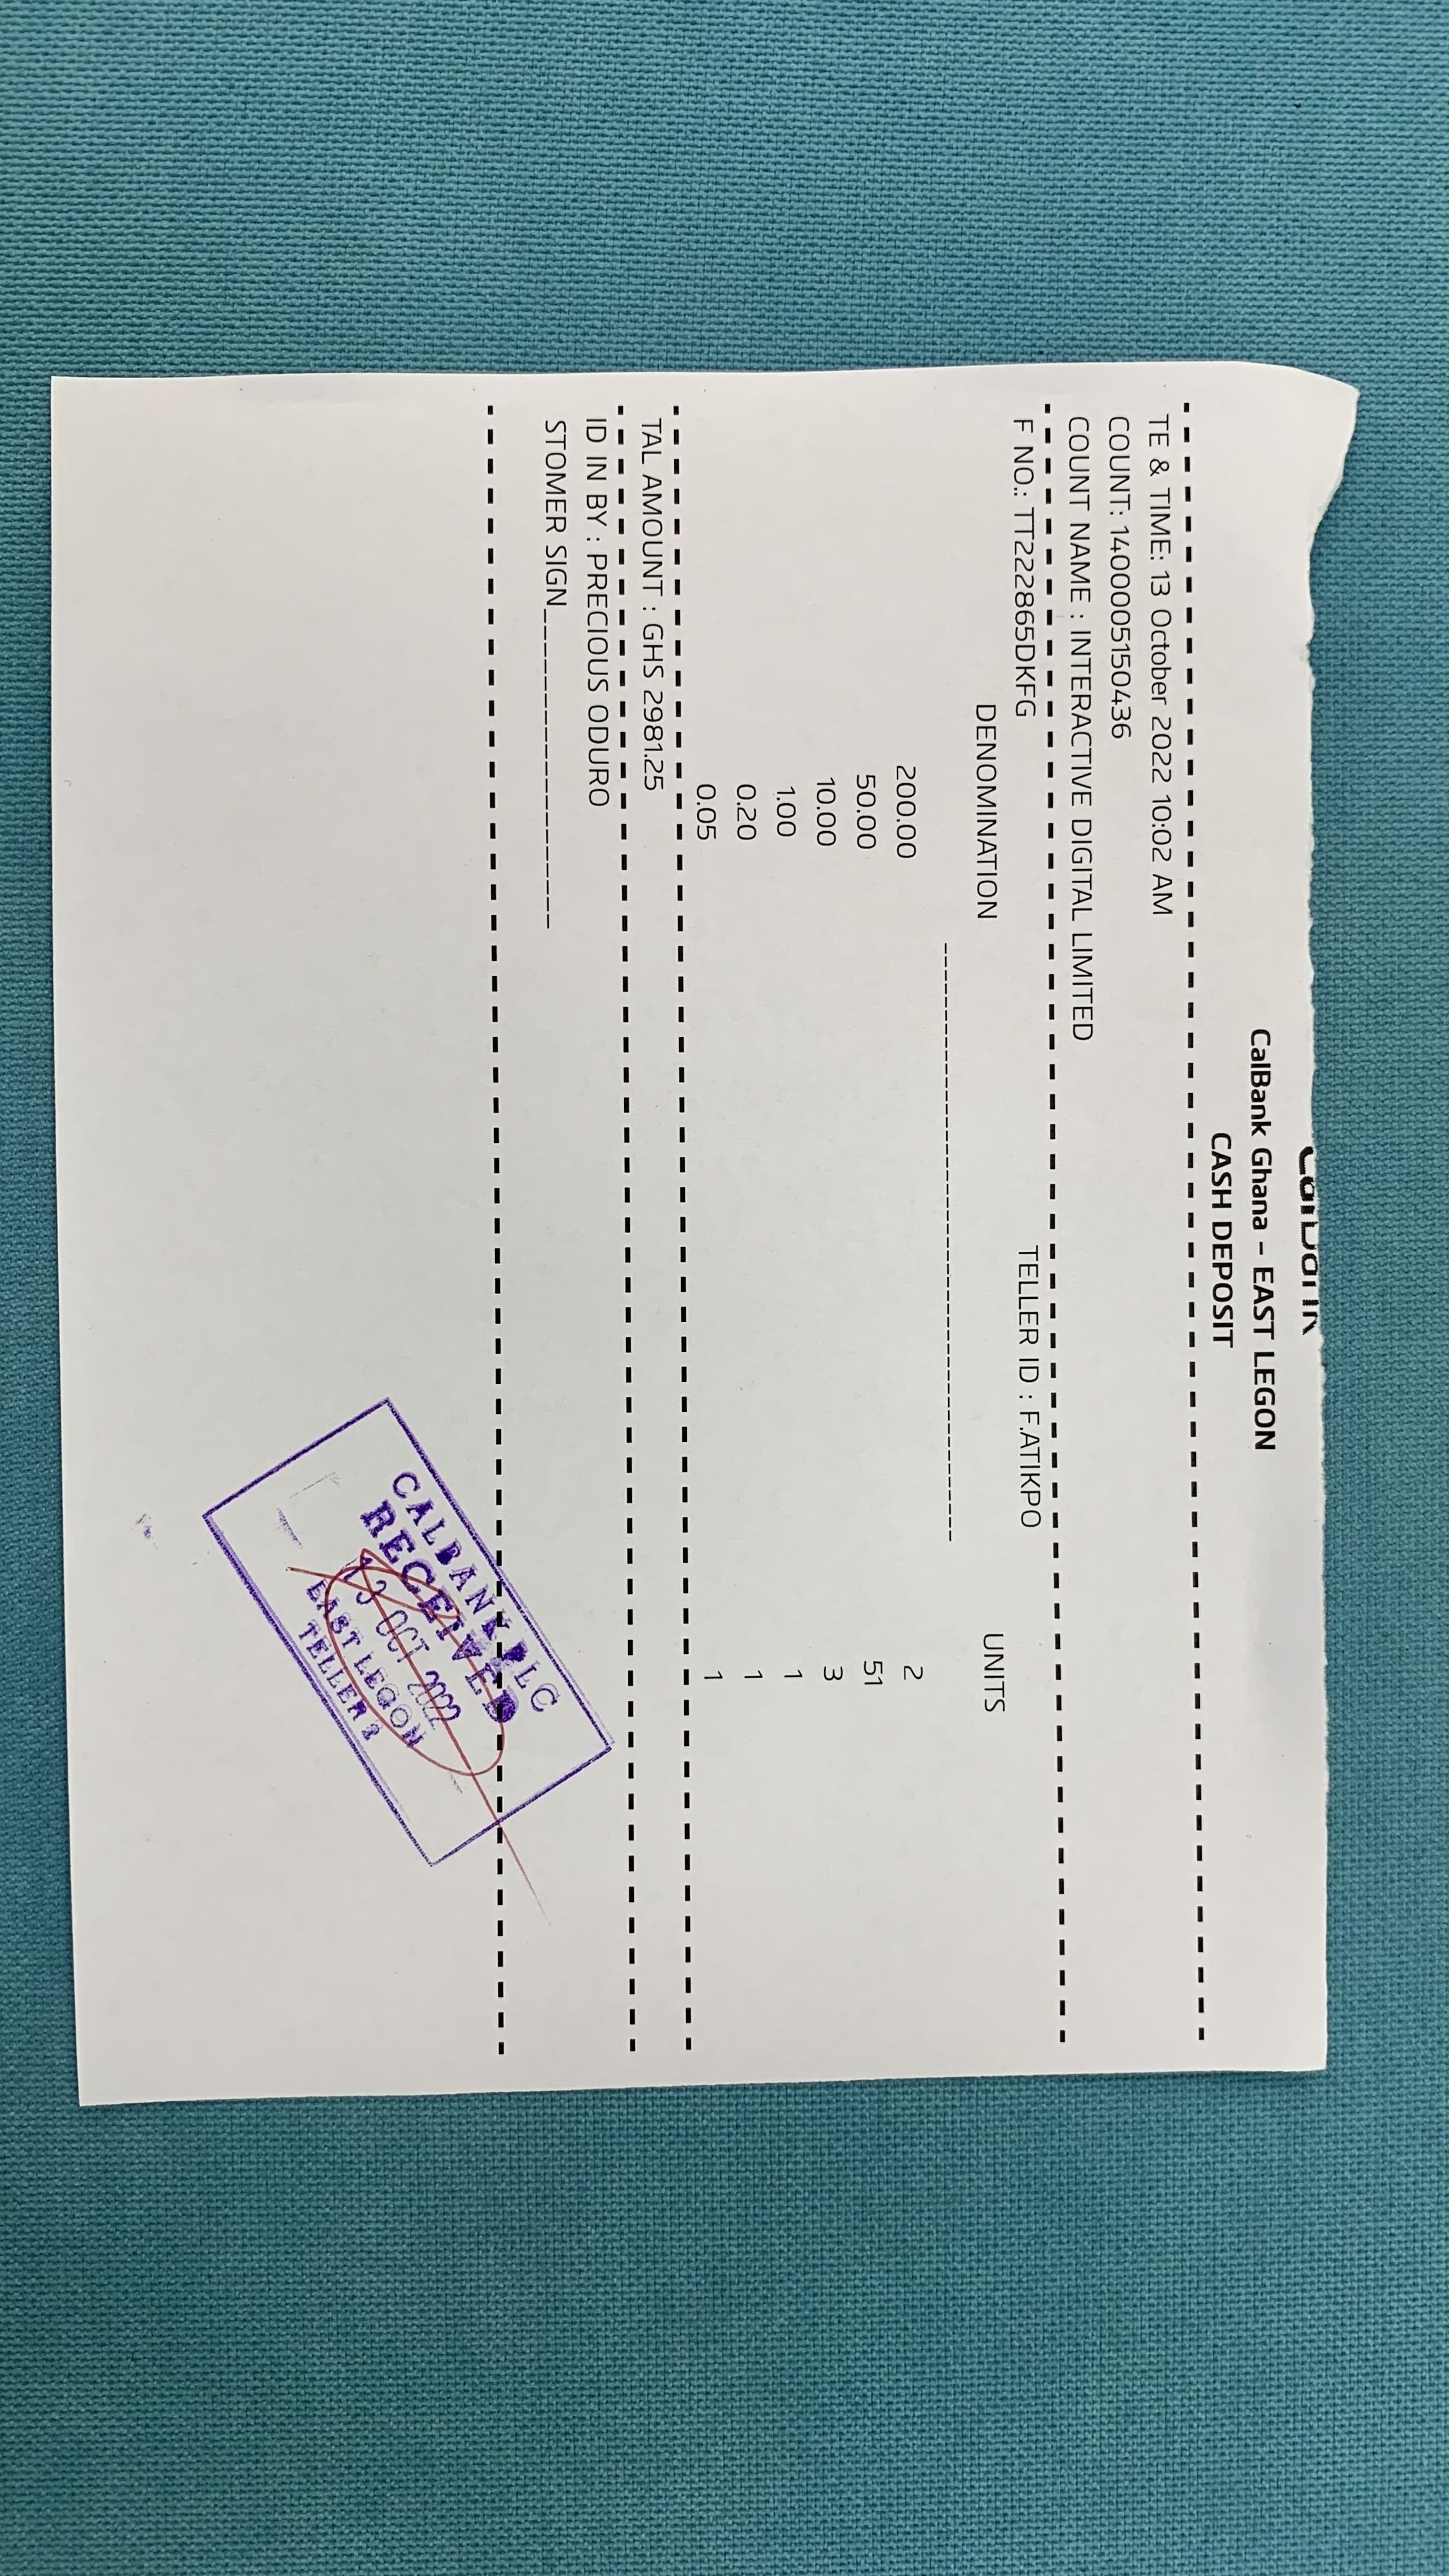 CalBank
CalBank Ghana - EAST LEGON
CASH DEPOSIT
TE & TIME: 13 October 2022 10:02 AM
COUNT: 1400005150436
COUNT NAME : INTERACTIVE DIGITAL LIMITED
F NO.: TT222865DKFG TELLER ID : F.ATIKPO
DENOMINATION UNITS
200.00 2
50.00 51
10.00 3
1.00 1
0.20 1
0.05 1
TAL AMOUNT : GHS 2981.25
ID IN BY : PRECIOUS ODURO
STOMER SIGN
CALBANK PLC
RECEIVED
13 OCT 2022
EAST LEGON
TELLER 2